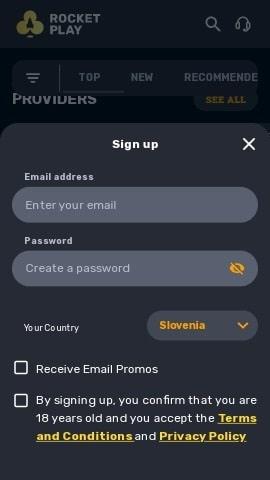 ROCKET
PLAY
TOP NEW RECOMMENDE
PROVIDERS SEE ALL
Sign up
Email address
Enter your email
Password
Create a password
Your Country Slovenia
Receive Email Promos
By signing up, you confirm that you are
18 years old and you accept the Terms
and Conditions and Privacy Policy